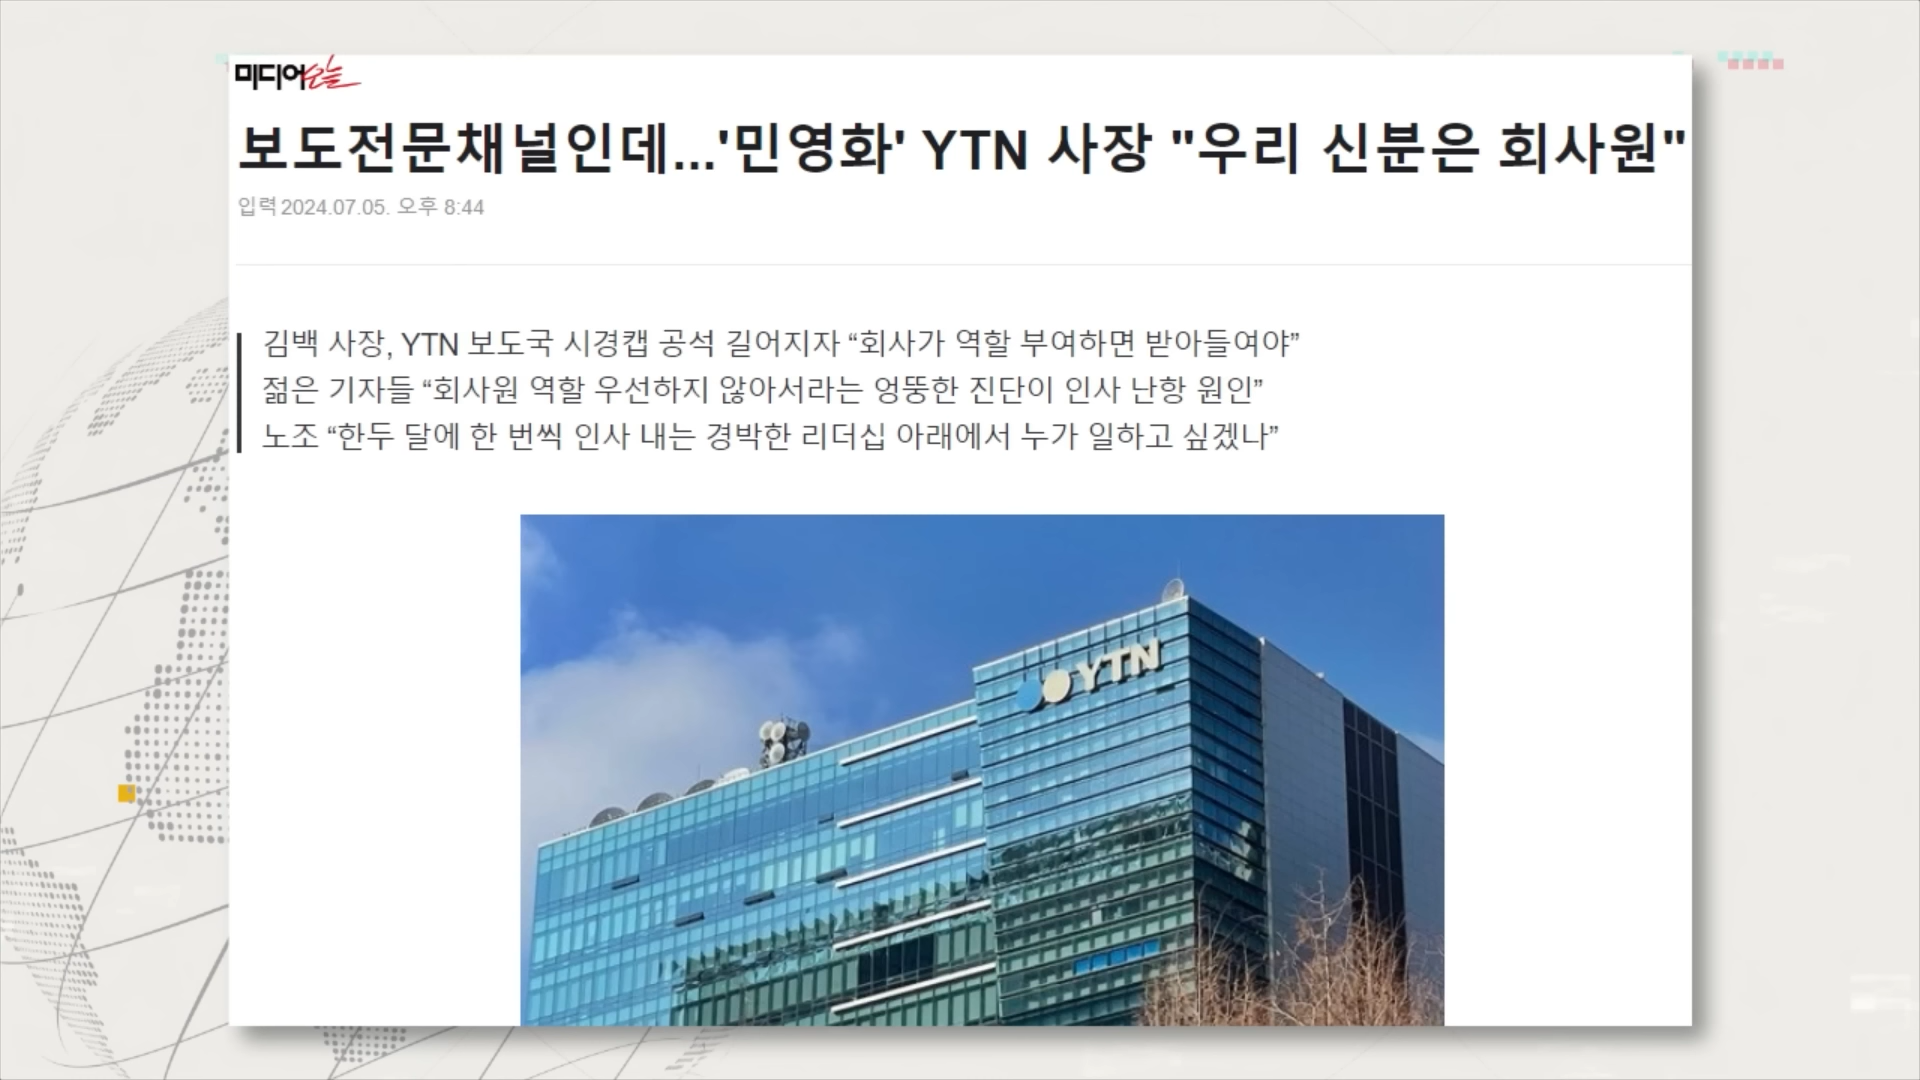 미디어오늘
보도전문채널인데...'민영화' YTN 사장 "우리 신분은 회사원"
입력 2024.07.05. 오후 8:44
김백 사장, YTN 보도국 시경캡 공석 길어지자 “회사가 역할 부여하면 받아들여야”
젊은 기자들 “회사원 역할 우선하지 않아서라는 엉뚱한 진단이 인사 난항 원인”
노조 “한두 달에 한 번씩 인사 내는 경박한 리더십 아래에서 누가 일하고 싶겠나”
YTN